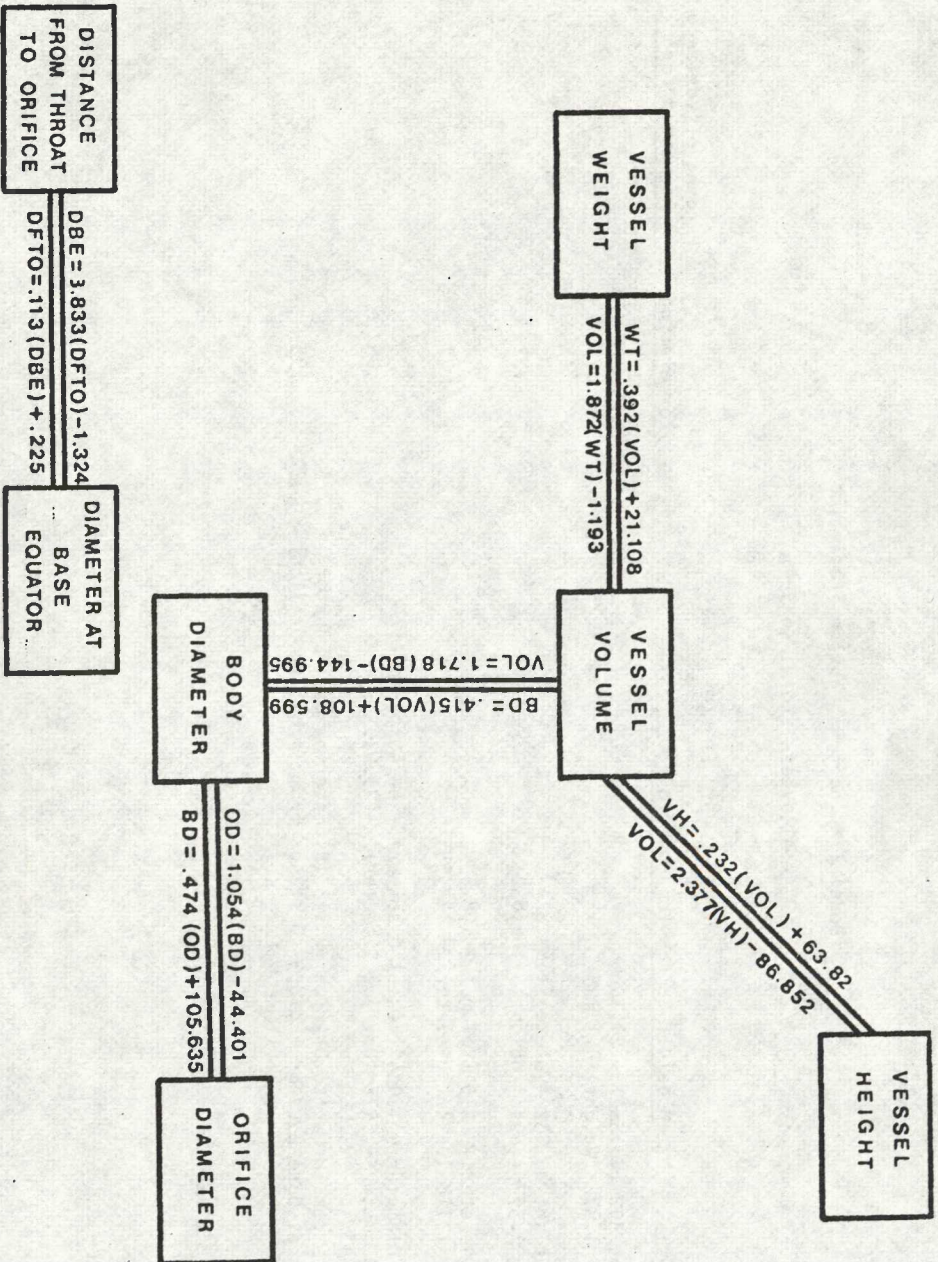 VESSEL
HEIGHT
VH=.232(VOL)+63.82
VOL=2.377(VH)-86.852
VESSEL
WEIGHT
WT=.392(VOL)+21.108
VOL=1.872(WT)-1.193
VESSEL
VOLUME
VOL=1.718(BD)-144.995
BD=.415(VOL)+108.599
BODY
DIAMETER
OD=1.054(BD)-44.401
BD=.474(OD)+105.635
ORIFICE
DIAMETER
DISTANCE
FROM THROAT
TO ORIFICE
DBE=3.833(DFTO)-1.324
DFTO=.113(DBE)+.225
DIAMETER AT
BASE
EQUATOR